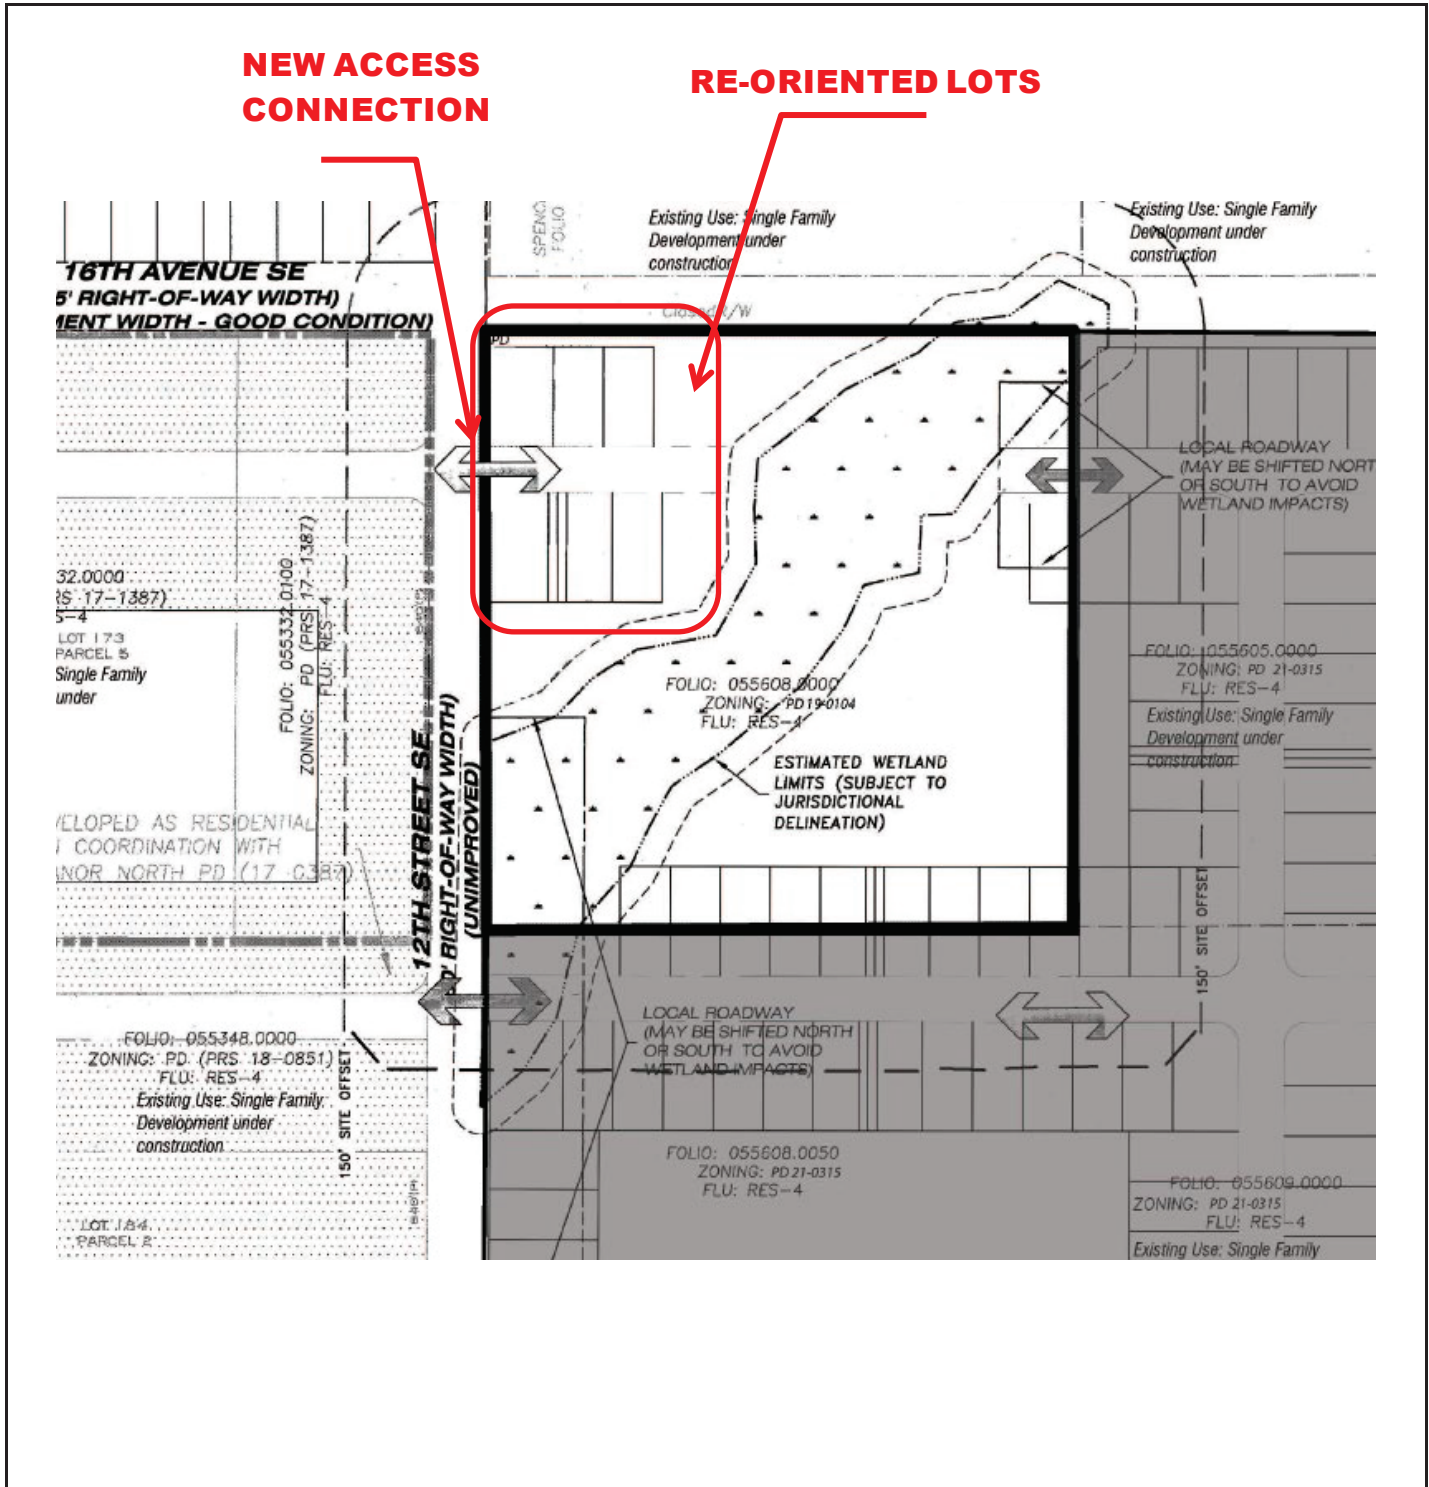 NEW ACCESS
CONNECTION
RE-ORIENTED LOTS
SPENC
FOLIO
Existing Use: Single Family
Development under
construction
Existing Use: Single Family
Development under
construction
16TH AVENUE SE
5' RIGHT-OF-WAY WIDTH)
MENT WIDTH - GOOD CONDITION)
Closed R/W
PD
LOCAL ROADWAY
(MAY BE SHIFTED NORT
OR SOUTH TO AVOID
WETLAND IMPACTS)
32.0000
RS 17-1387)
S-4
LOT 173
PARCEL 5
Single Family
under
FOLIO: 055332.0100
ZONING: PD (PRS 17-1387)
FLU: RES-4
FOLIO: 055605.0000
ZONING: PD 21-0315
FLU: RES-4
Existing Use: Single Family
Development under
construction
FOLIO: 055608.0000
ZONING: PD 19-0104
FLU: RES-4
ESTIMATED WETLAND
LIMITS (SUBJECT TO
JURISDICTIONAL
DELINEATION)
12TH STREET SE
0' RIGHT-OF-WAY WIDTH)
(UNIMPROVED)
VELOPED AS RESIDENTIAL
N COORDINATION WITH
ANOR NORTH PD (17-0387)
150' SITE OFFSET
LOCAL ROADWAY
(MAY BE SHIFTED NORTH
OR SOUTH TO AVOID
WETLAND IMPACTS)
FOLIO: 055348.0000
ZONING: PD (PRS 18-0851)
FLU: RES-4
Existing Use: Single Family
Development under
construction
150' SITE OFFSET
FOLIO: 055608.0050
ZONING: PD 21-0315
FLU: RES-4
FOLIO: 055609.0000
ZONING: PD 21-0315
FLU: RES-4
Existing Use: Single Family
LOT 184
PARCEL 2